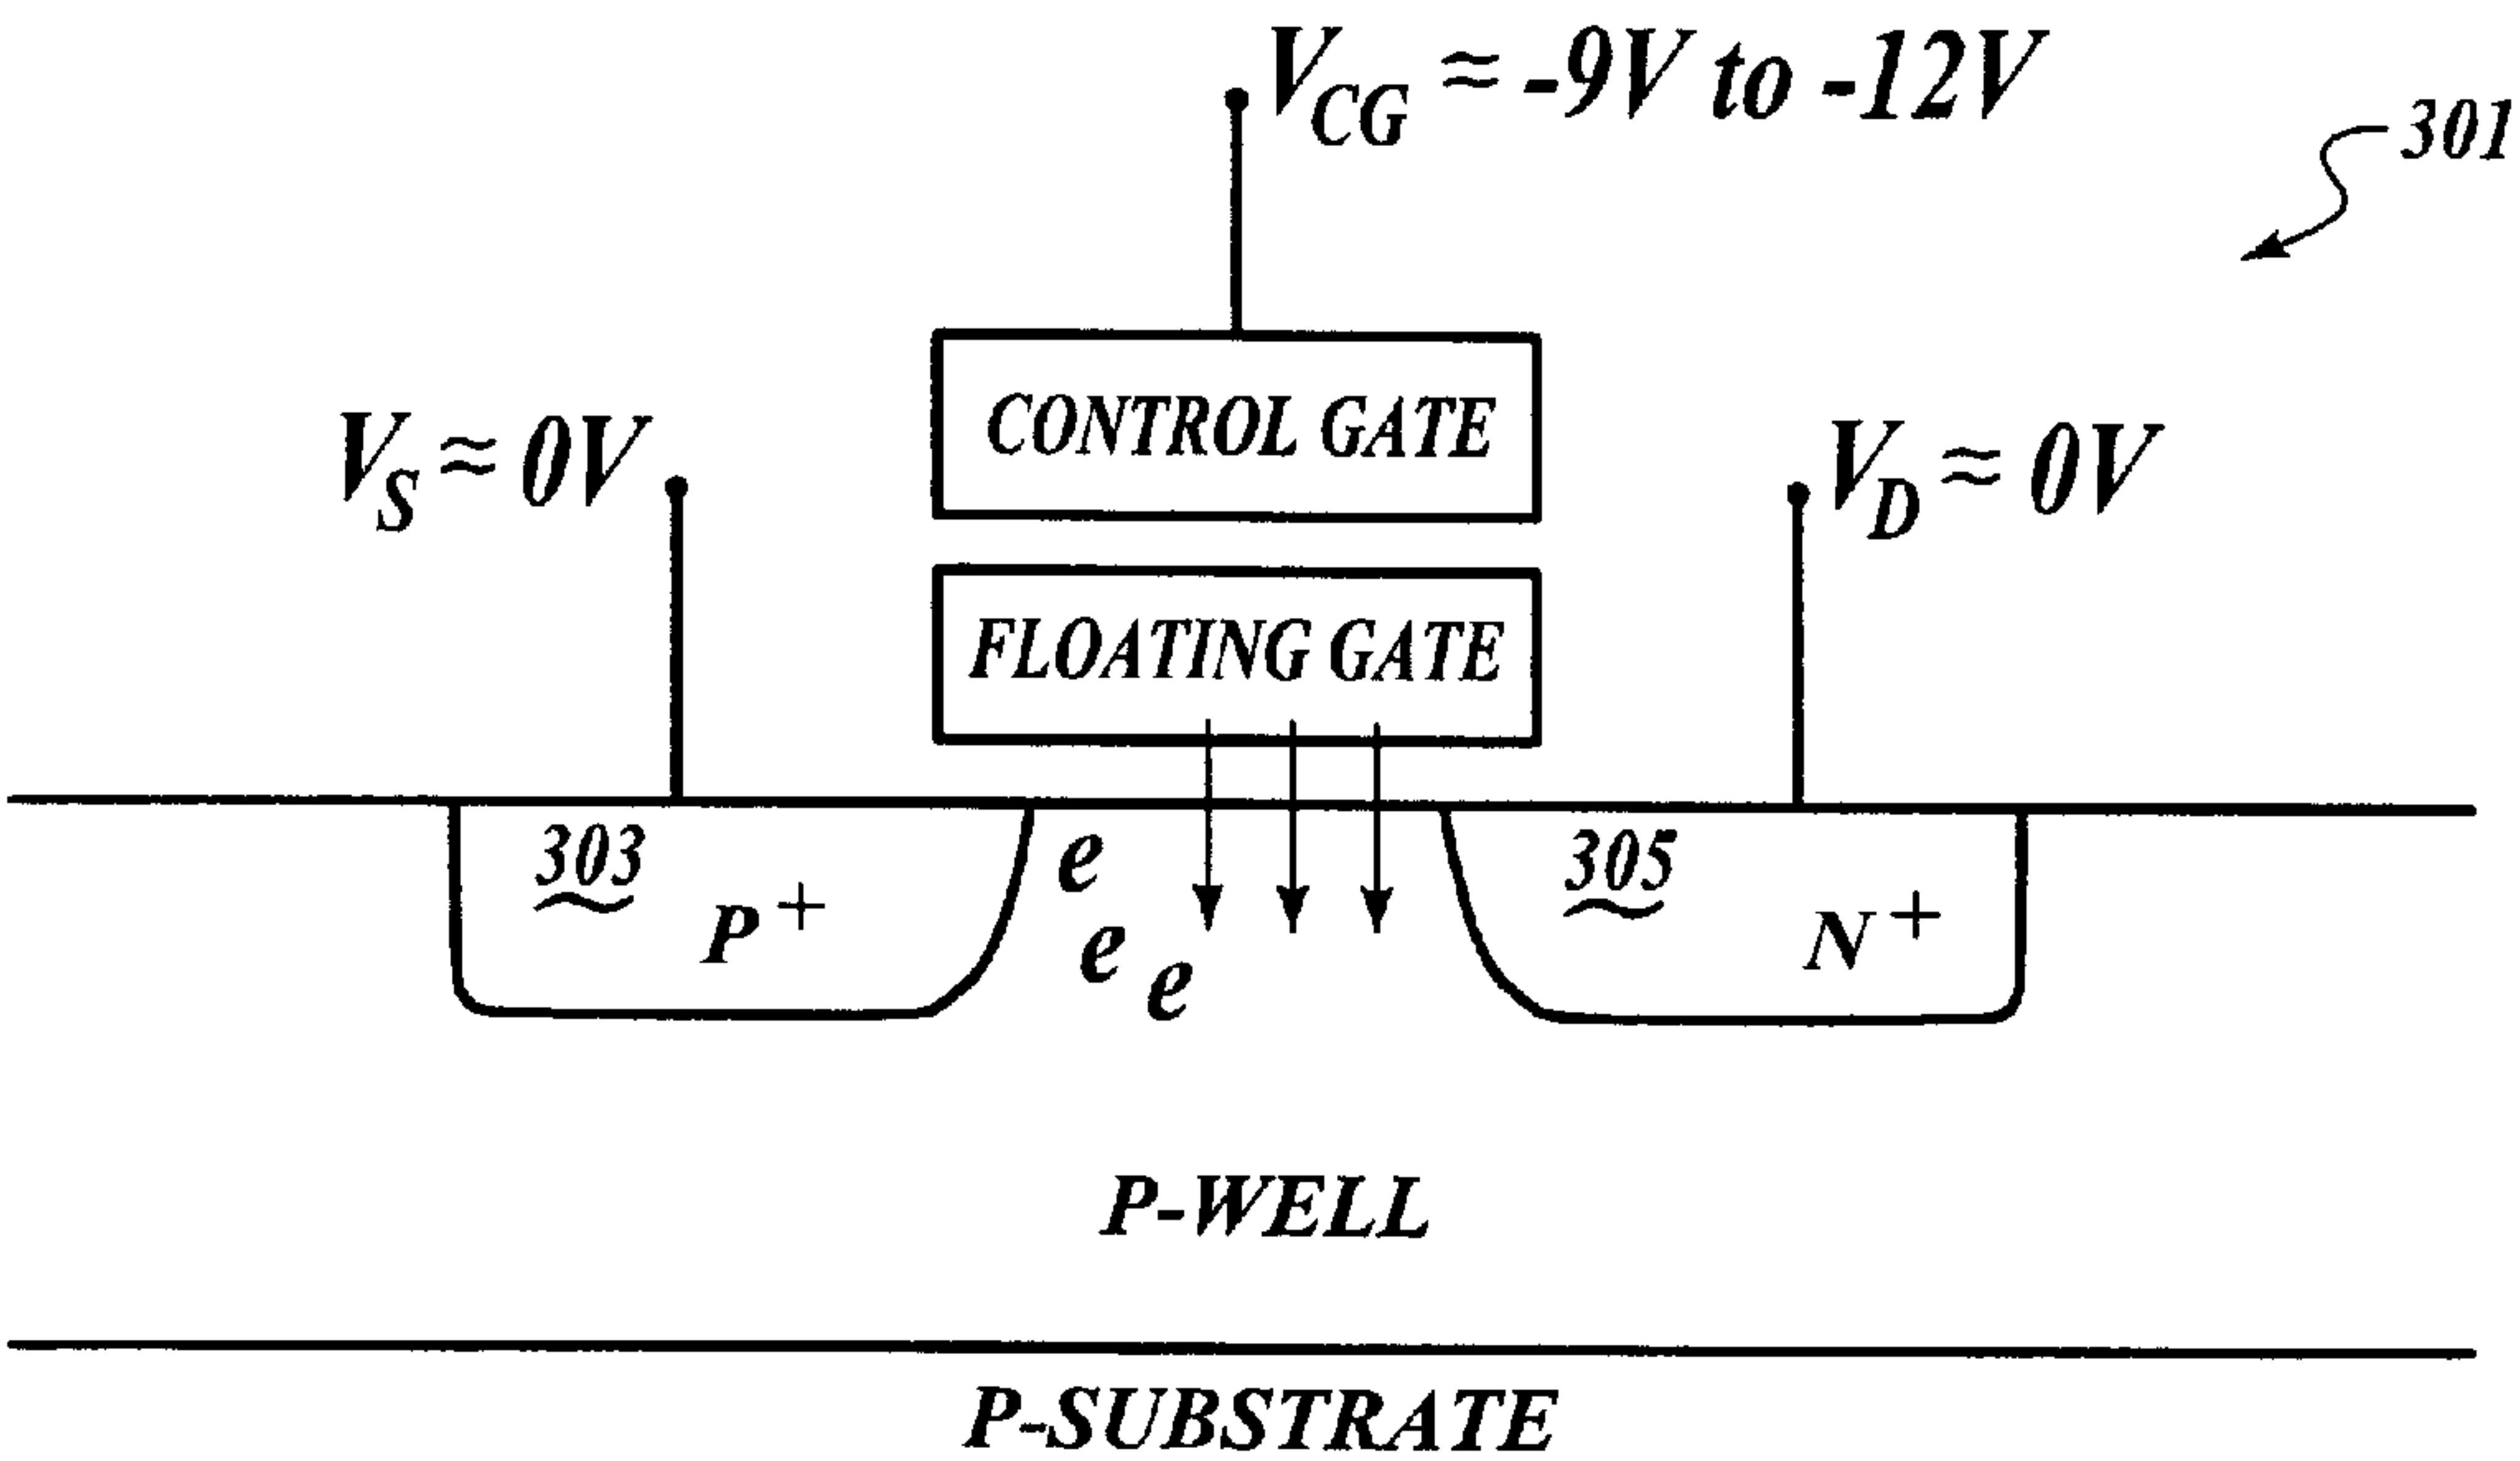 V_CG ≈ -9V to -12V
301
CONTROL GATE
V_S ≈ 0V
V_D ≈ 0V
FLOATING GATE
303
P+
e
e
e
305
N+
P-WELL
P-SUBSTRATE